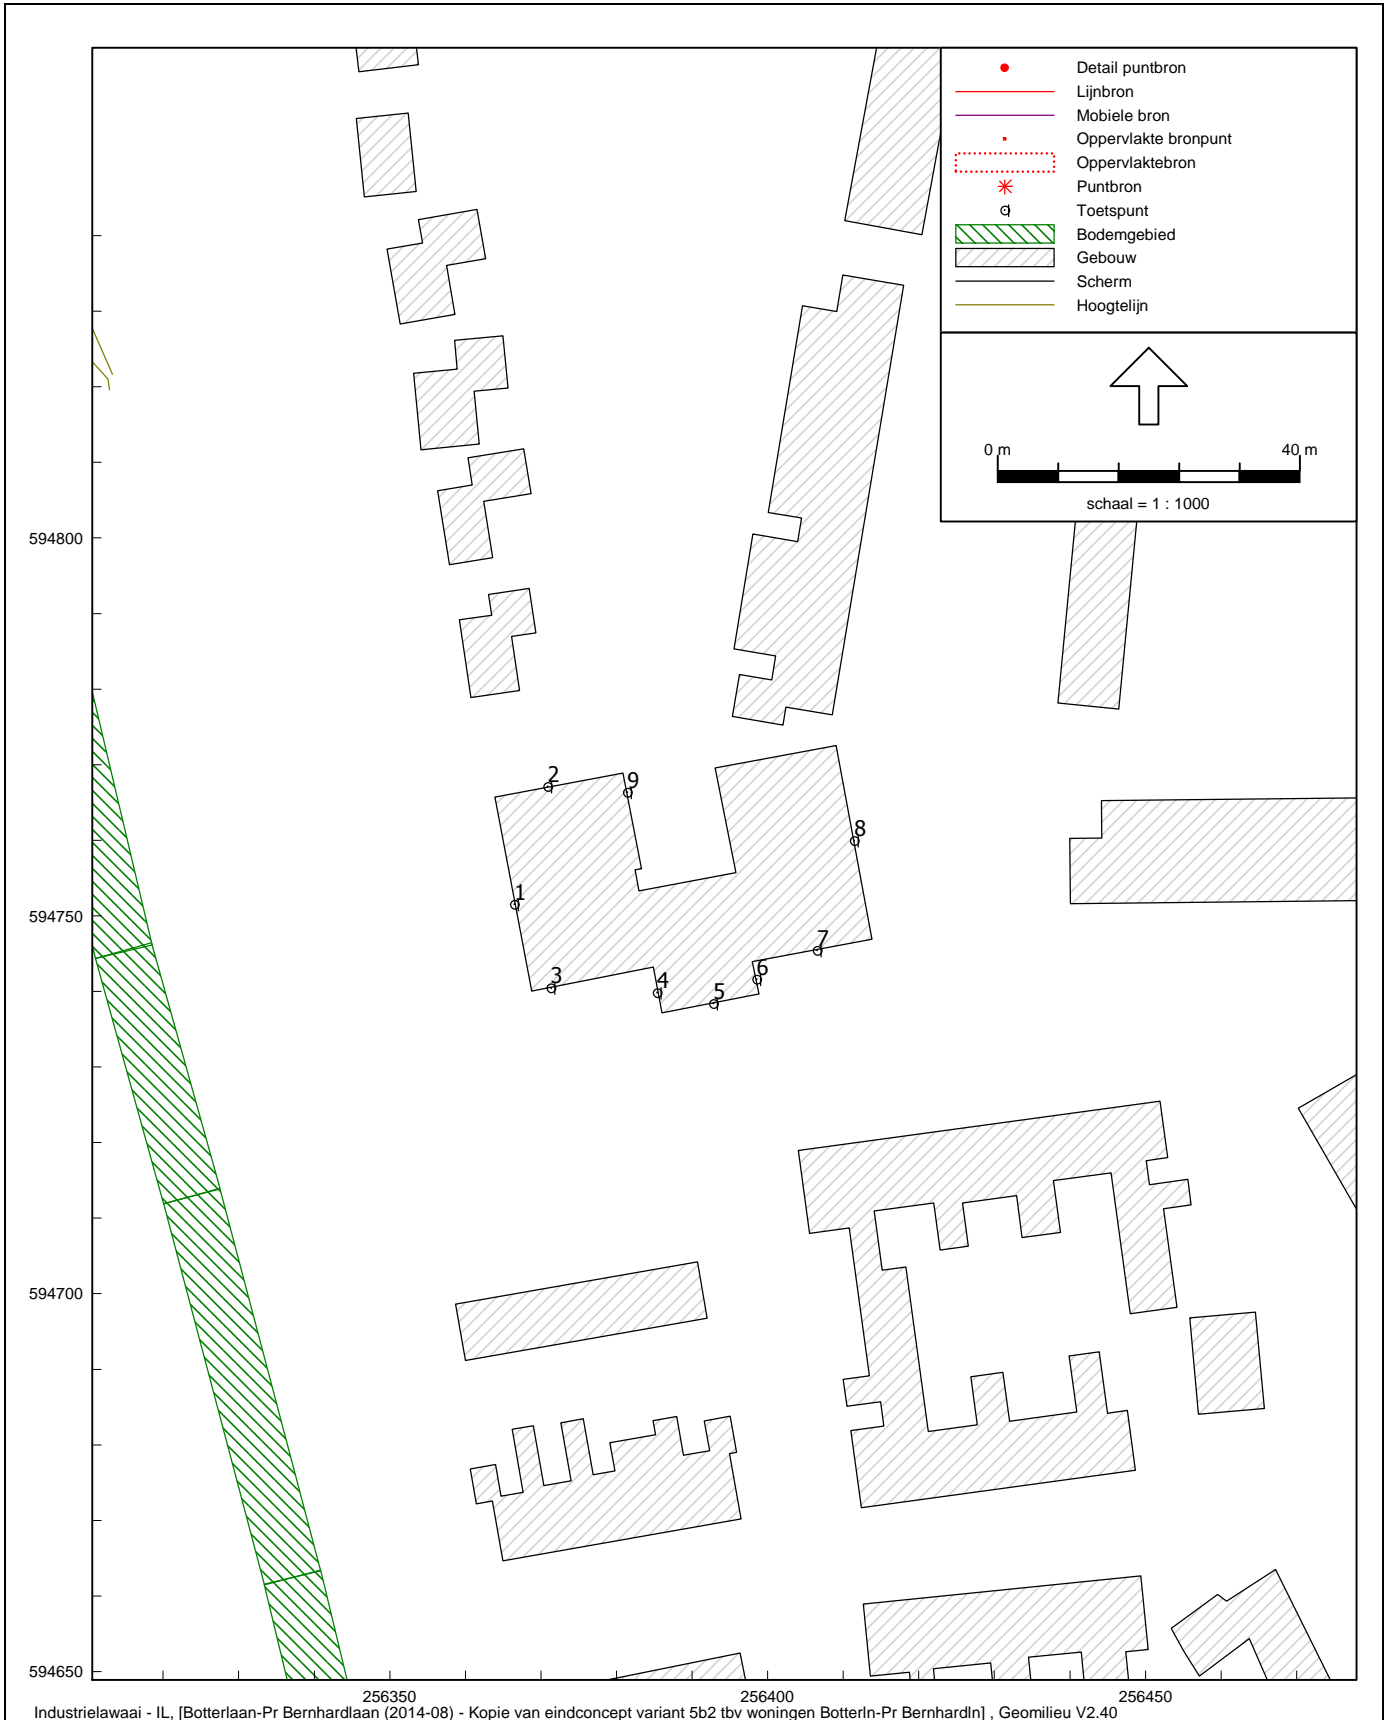 Detail puntbron
Lijnbron
Mobiele bron
Oppervlakte bronpunt
Oppervlaktebron
Puntbron
Toetspunt
Bodemgebied
Gebouw
Scherm
Hoogtelijn
0 m 40 m
schaal = 1 : 1000
594800
2
9
8
1
594750
7
6
3
4
5
594700
594650
256350 256400 256450
Industrielawaai - IL, [Botterlaan-Pr Bernhardlaan (2014-08) - Kopie van eindconcept variant 5b2 tbv woningen Botterln-Pr Bernhardln] , Geomilieu V2.40